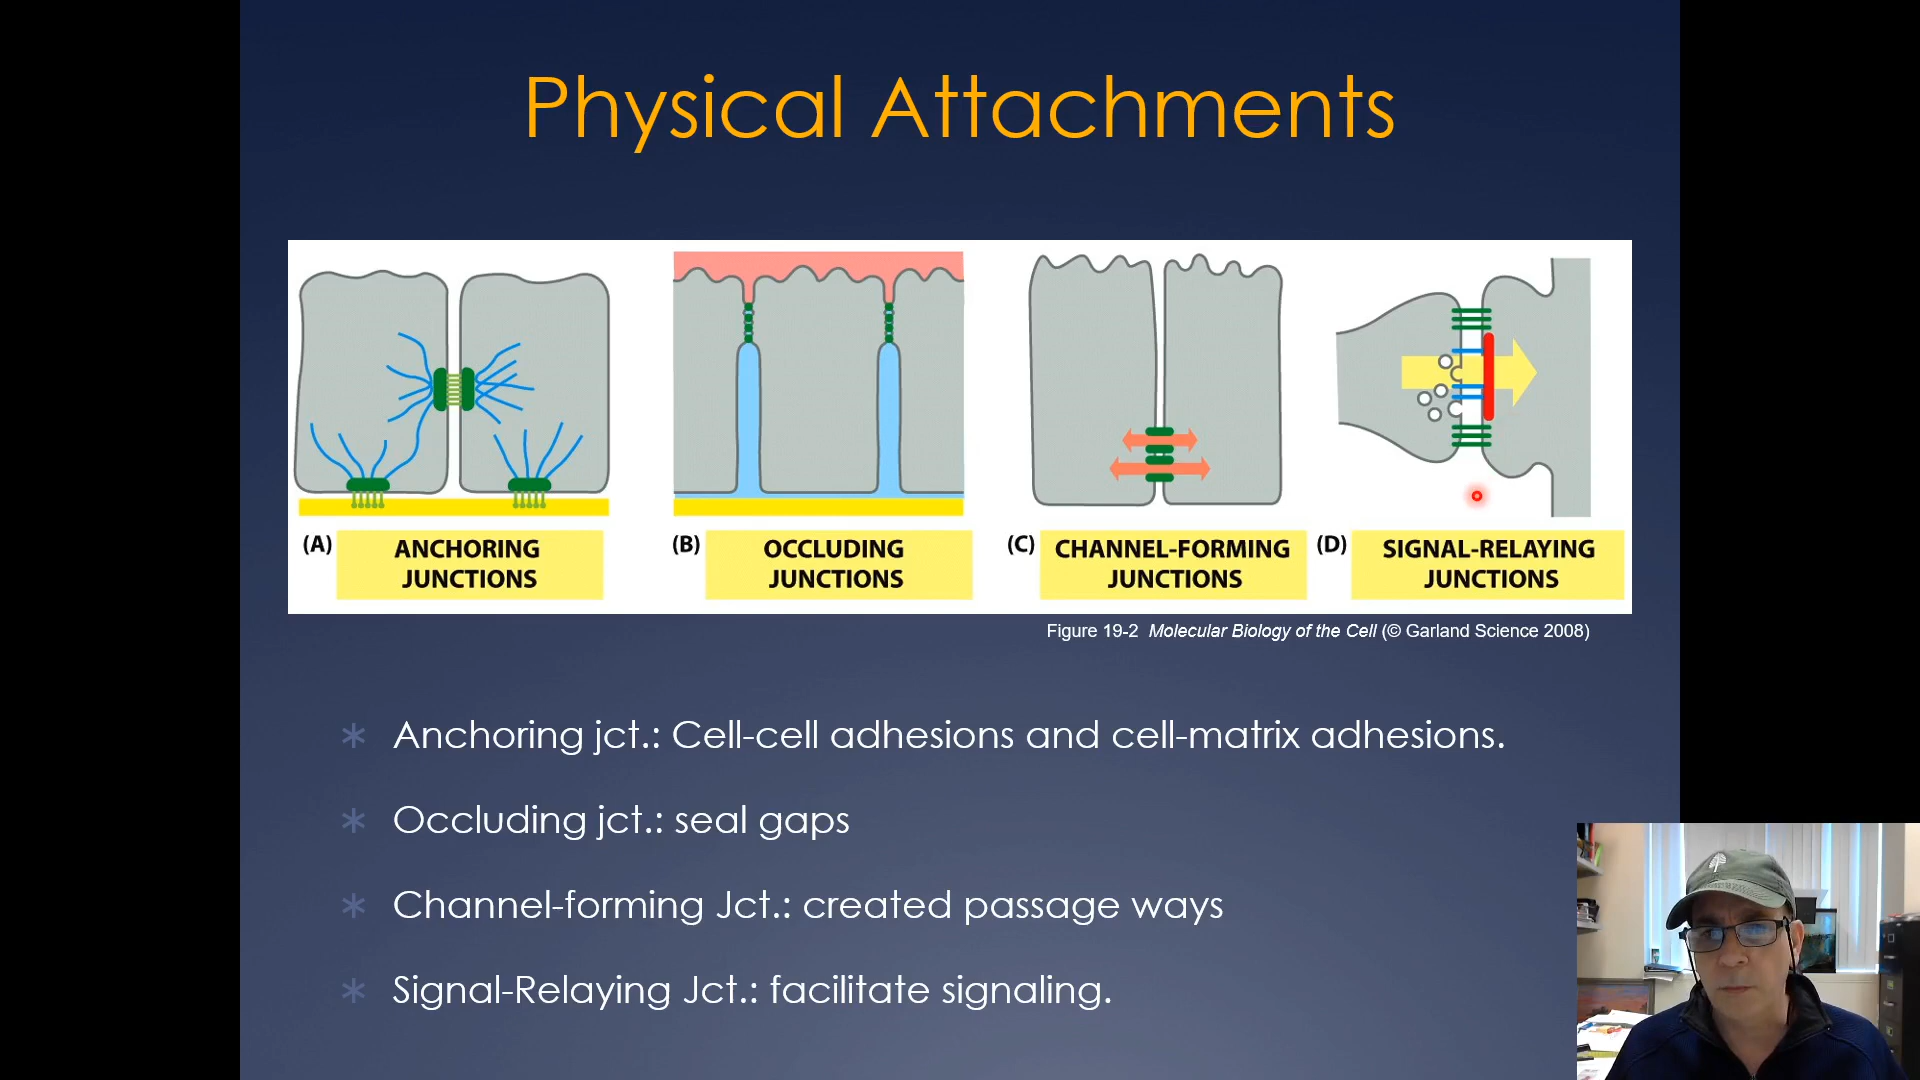 Physical Attachments
(A) ANCHORING
JUNCTIONS
(B) OCCLUDING
JUNCTIONS
(C) CHANNEL-FORMING
JUNCTIONS
(D) SIGNAL-RELAYING
JUNCTIONS
Figure 19-2 Molecular Biology of the Cell (© Garland Science 2008)
* Anchoring jct.: Cell-cell adhesions and cell-matrix adhesions.
* Occluding jct.: seal gaps
* Channel-forming Jct.: created passage ways
* Signal-Relaying Jct.: facilitate signaling.